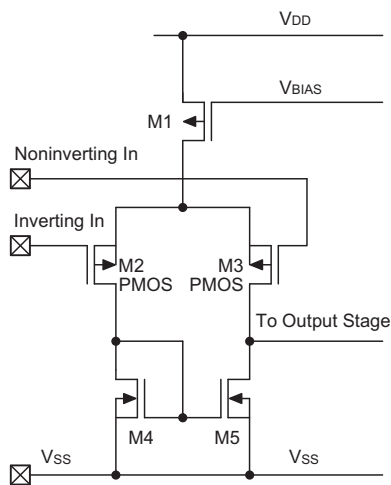 VDD
VBIAS
M1
Noninverting In
Inverting In
M2
PMOS
M3
PMOS
To Output Stage
M4
M5
VSS
VSS